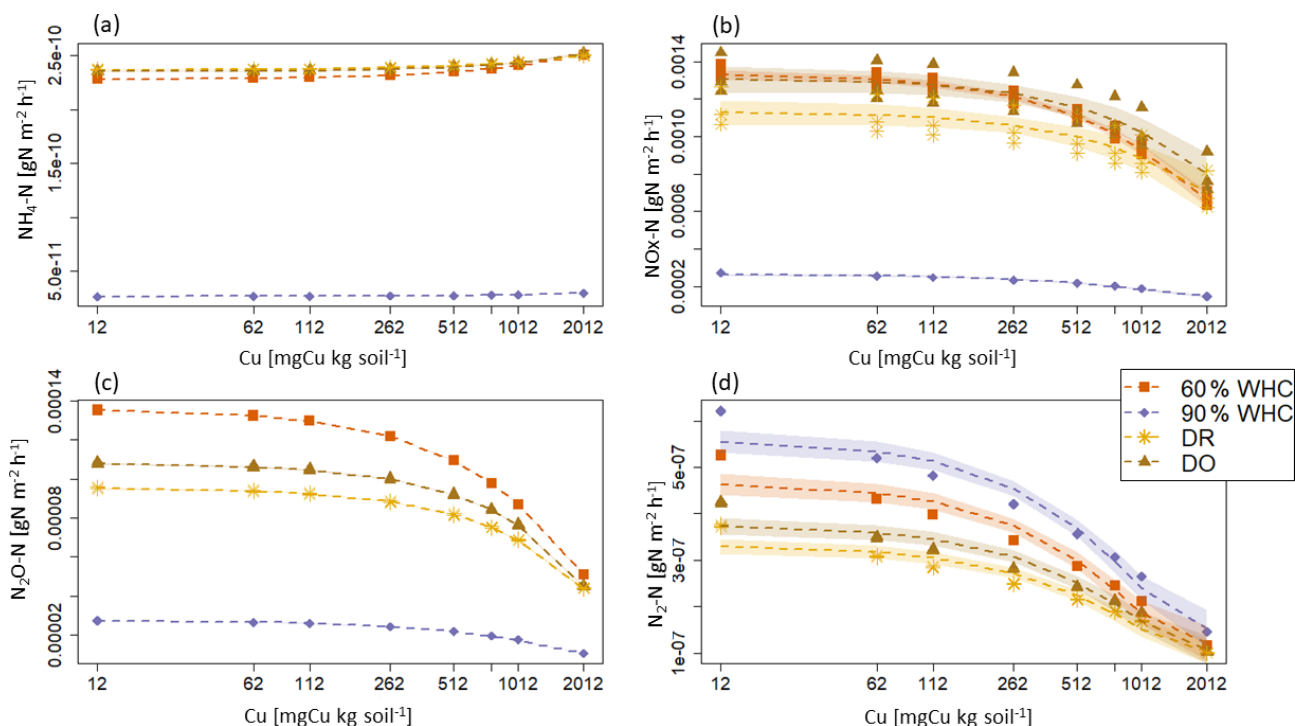 (a)
NH₄-N [gN m⁻² h⁻¹]
2.5e-10
1.5e-10
5.0e-11
12 62 112 262 512 1012 2012
Cu [mgCu kg soil⁻¹]
(b)
NOx-N [gN m⁻² h⁻¹]
0.0014
0.0010
0.0006
0.0002
12 62 112 262 512 1012 2012
Cu [mgCu kg soil⁻¹]
(c)
N₂O-N [gN m⁻² h⁻¹]
0.00014
0.00008
0.00002
12 62 112 262 512 1012 2012
Cu [mgCu kg soil⁻¹]
(d)
N₂-N [gN m⁻² h⁻¹]
5e-07
3e-07
1e-07
12 62 112 262 512 1012 2012
Cu [mgCu kg soil⁻¹]
60 % WHC
90 % WHC
DR
DO